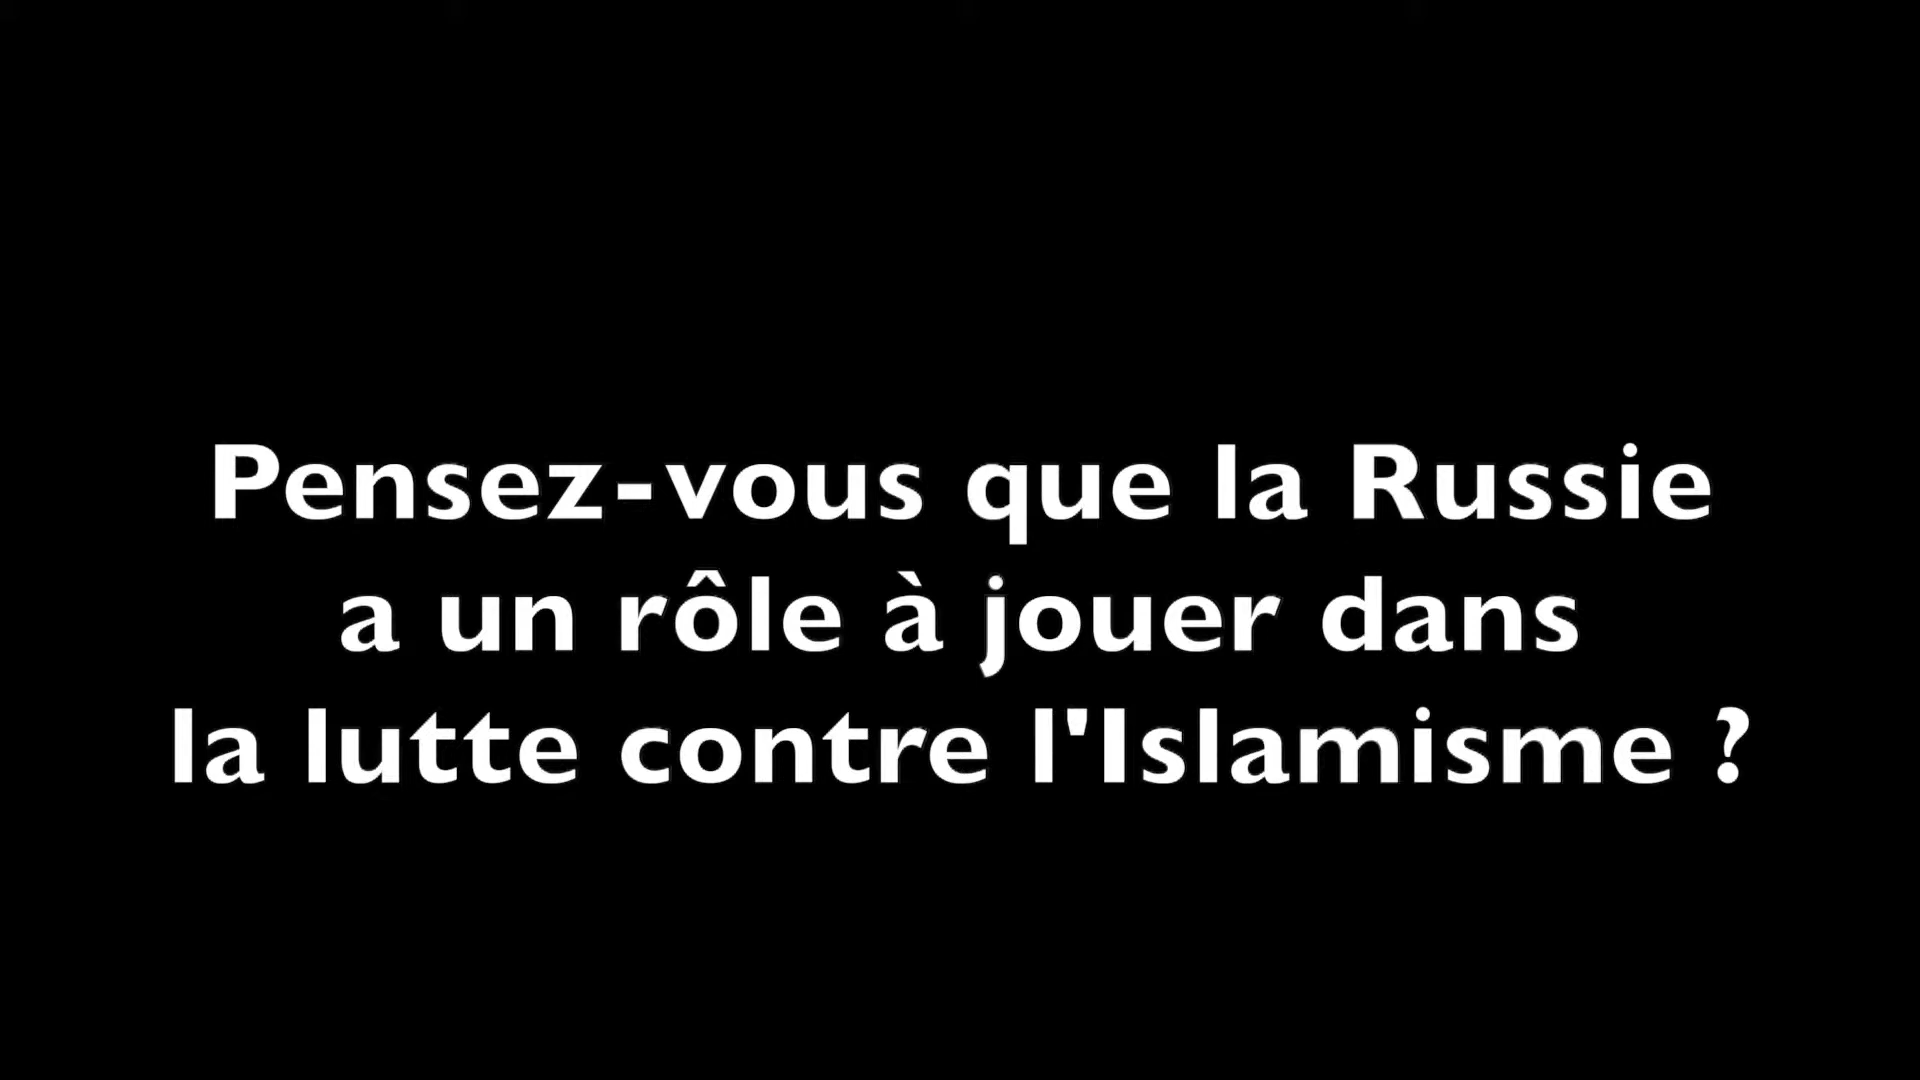 Pensez-vous que la Russie
a un rôle à jouer dans
la lutte contre l'Islamisme ?